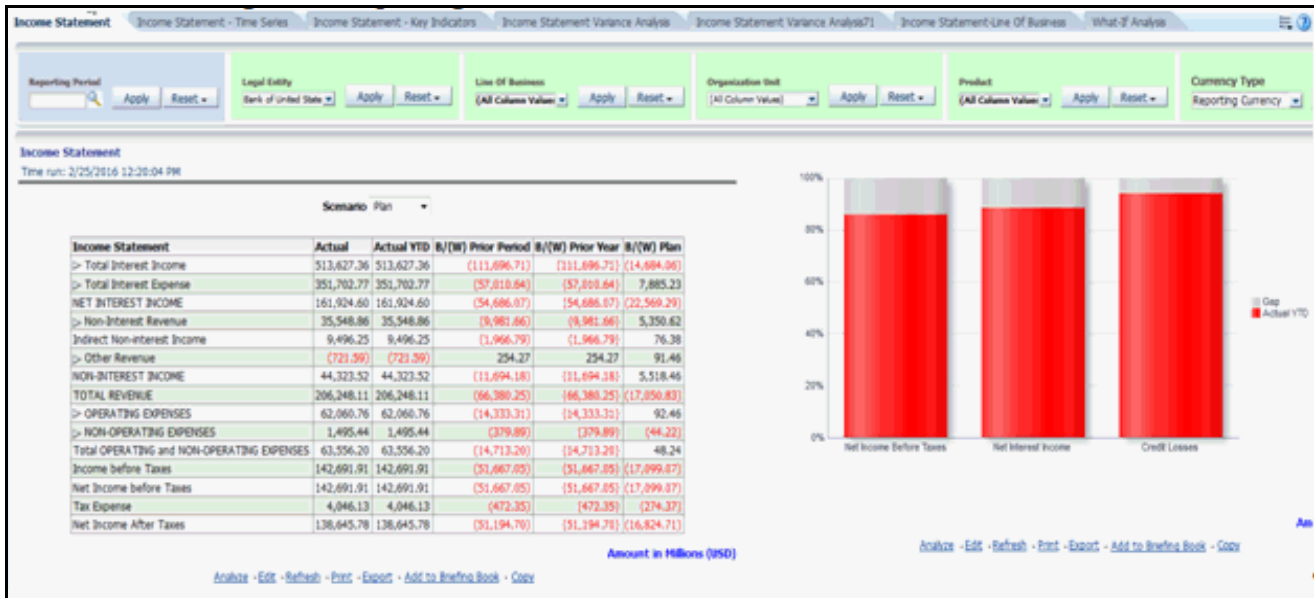 Income Statement Income Statement - Time Series Income Statement - Key Indicators Income Statement Variance Analysis Income Statement Variance Analysis71 Income Statement-Line Of Business What-If Analysis
Reporting Period Legal Entity Line Of Business Organization Unit Product Currency Type
Apply Reset Bank of United State Apply Reset (All Column Values Apply Reset (All Column Values) Apply Reset (All Column Values Apply Reset Reporting Currency
Income Statement
Time run: 2/25/2016 12:20:04 PM
Scenario Plan
Income Statement Actual Actual YTD B/(W) Prior Period B/(W) Prior Year B/(W) Plan
Total Interest Income 513,627.36 513,627.36 (111,696.71) (111,696.71) (14,684.06)
Total Interest Expense 351,702.77 351,702.77 (57,010.64) (57,010.64) 7,885.23
NET INTEREST INCOME 161,924.60 161,924.60 (54,686.07) (54,686.07) (22,569.29)
Non-Interest Revenue 35,548.86 35,548.86 (9,981.66) (9,981.66) 5,350.62
Indirect Non-interest Income 9,496.25 9,496.25 (1,966.79) (1,966.79) 76.38
Other Revenue (721.59) (721.59) 254.27 254.27 91.46
NON-INTEREST INCOME 44,323.52 44,323.52 (11,694.18) (11,694.18) 5,518.46
TOTAL REVENUE 206,248.11 206,248.11 (66,380.25) (66,380.25) (17,050.83)
OPERATING EXPENSES 62,060.76 62,060.76 (14,333.31) (14,333.31) 92.46
NON-OPERATING EXPENSES 1,495.44 1,495.44 (379.89) (379.89) (44.22)
Total OPERATING and NON-OPERATING EXPENSES 63,556.20 63,556.20 (14,713.20) (14,713.20) 48.24
Income before Taxes 142,691.91 142,691.91 (51,667.05) (51,667.05) (17,099.07)
Net Income before Taxes 142,691.91 142,691.91 (51,667.05) (51,667.05) (17,099.07)
Tax Expense 4,046.13 4,046.13 (472.35) (472.35) (274.37)
Net Income After Taxes 138,645.78 138,645.78 (51,194.70) (51,194.70) (16,824.71)
Amount in Millions (USD)
Analyze - Edit - Refresh - Print - Export - Add to Briefing Book - Copy
100%
80%
60%
40%
20%
0%
Gap
Actual YTD
Net Income Before Taxes Net Interest Income Credit Losses
Am
Analyze - Edit - Refresh - Print - Export - Add to Briefing Book - Copy